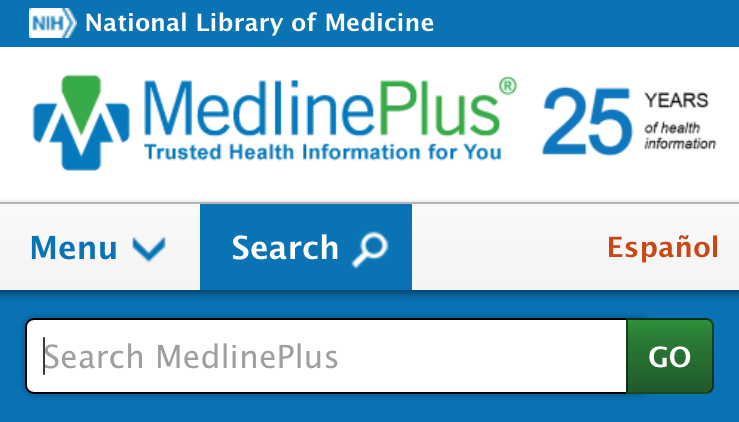 NIH National Library of Medicine
MedlinePlus®
Trusted Health Information for You
25 YEARS
of health
information
Menu Search Español
Search MedlinePlus GO